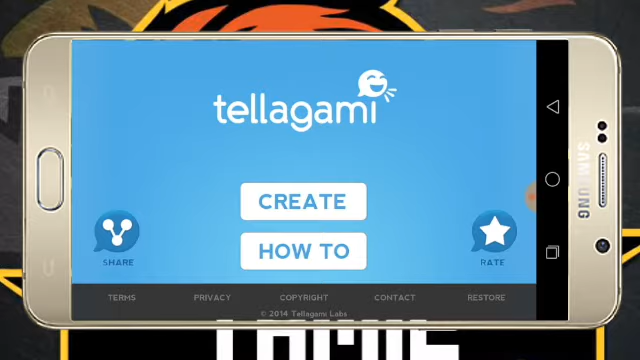 tellagami
CREATE
HOW TO
SHARE
RATE
TERMS
PRIVACY
COPYRIGHT
CONTACT
RESTORE
© 2014 Tellagami Labs
SAMSUNG